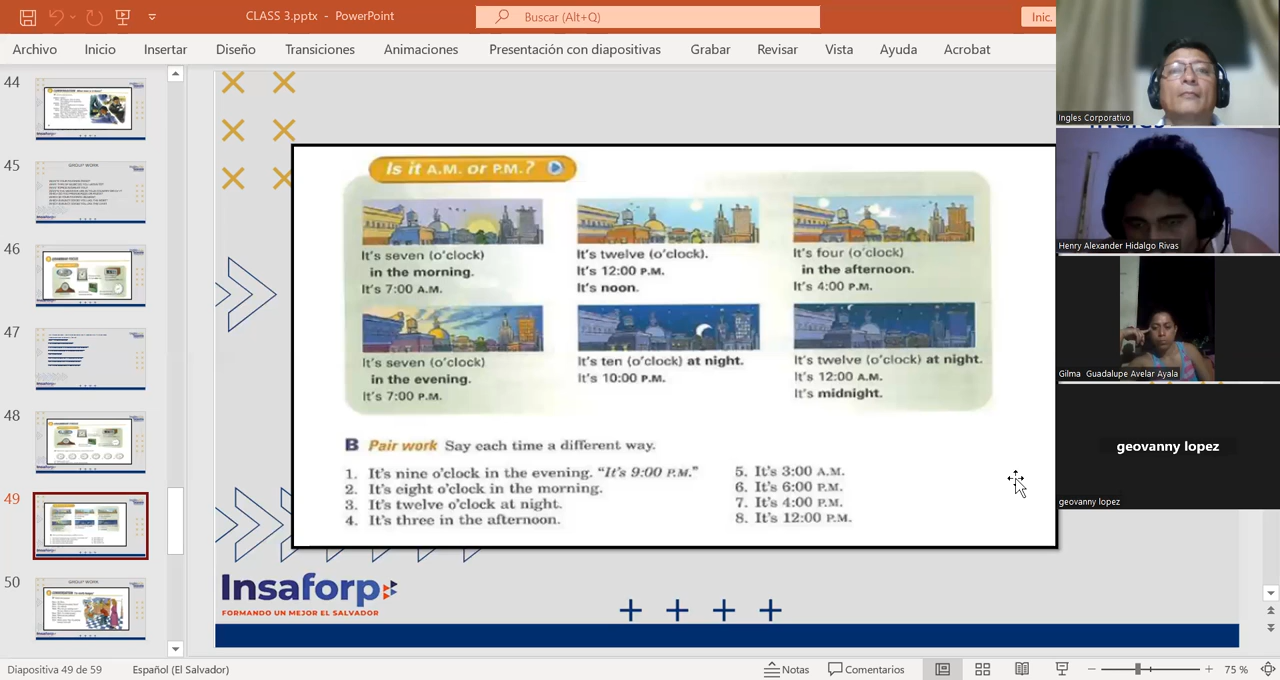 CLASS 3.pptx - PowerPoint
Buscar (Alt+Q)
Inic.
Archivo Inicio Insertar Diseño Transiciones Animaciones Presentación con diapositivas Grabar Revisar Vista Ayuda Acrobat
44
45
GROUP WORK
46
47
48
49
50
GROUP WORK
Is it A.M. or P.M.?
It's seven (o'clock)
in the morning.
It's 7:00 A.M.
It's twelve (o'clock).
It's 12:00 P.M.
It's noon.
It's four (o'clock)
in the afternoon.
It's 4:00 P.M.
It's seven (o'clock)
in the evening.
It's 7:00 P.M.
It's ten (o'clock) at night.
It's 10:00 P.M.
It's twelve (o'clock) at night.
It's 12:00 A.M.
It's midnight.
B Pair work Say each time a different way.
1. It's nine o'clock in the evening. "It's 9:00 P.M."
2. It's eight o'clock in the morning.
3. It's twelve o'clock at night.
4. It's three in the afternoon.
5. It's 3:00 A.M.
6. It's 6:00 P.M.
7. It's 4:00 P.M.
8. It's 12:00 P.M.
Insaforp
FORMANDO UN MEJOR EL SALVADOR
Ingles Corporativo
Henry Alexander Hidalgo Rivas
Gilma Guadalupe Avelar Ayala
geovanny lopez
geovanny lopez
Diapositiva 49 de 59 Español (El Salvador) Notas Comentarios 75 %